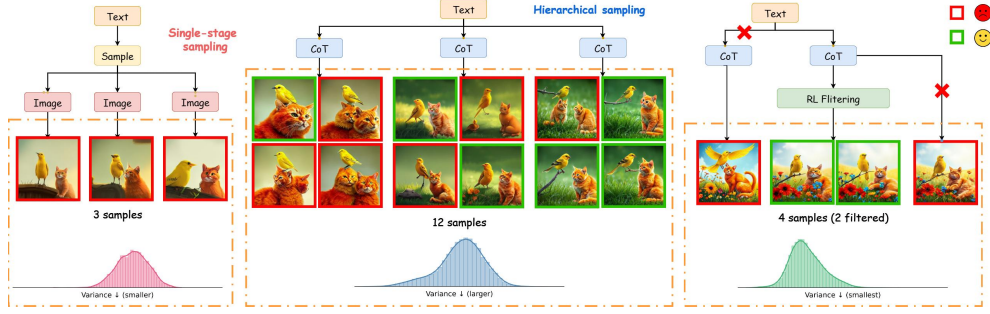 Text
Single-stage
sampling
Sample
Image
Image
Image
3 samples
Variance ↓ (smaller)
Text
Hierarchical sampling
CoT
CoT
CoT
12 samples
Variance ↓ (larger)
Text
CoT
CoT
RL Flitering
4 samples (2 filtered)
Variance ↓ (smallest)